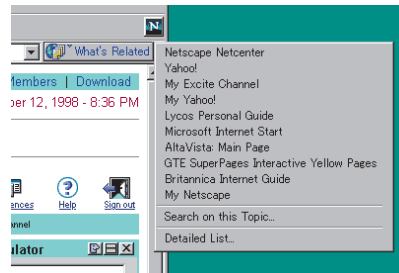 N
What's Related
Members | Download
ber 12, 1998 - 8:36 PM
Help
Sign out
Netscape Netcenter
Yahoo!
My Excite Channel
My Yahoo!
Lycos Personal Guide
Microsoft Internet Start
AltaVista: Main Page
GTE SuperPages Interactive Yellow Pages
Britannica Internet Guide
My Netscape
Search on this Topic...
Detailed List...